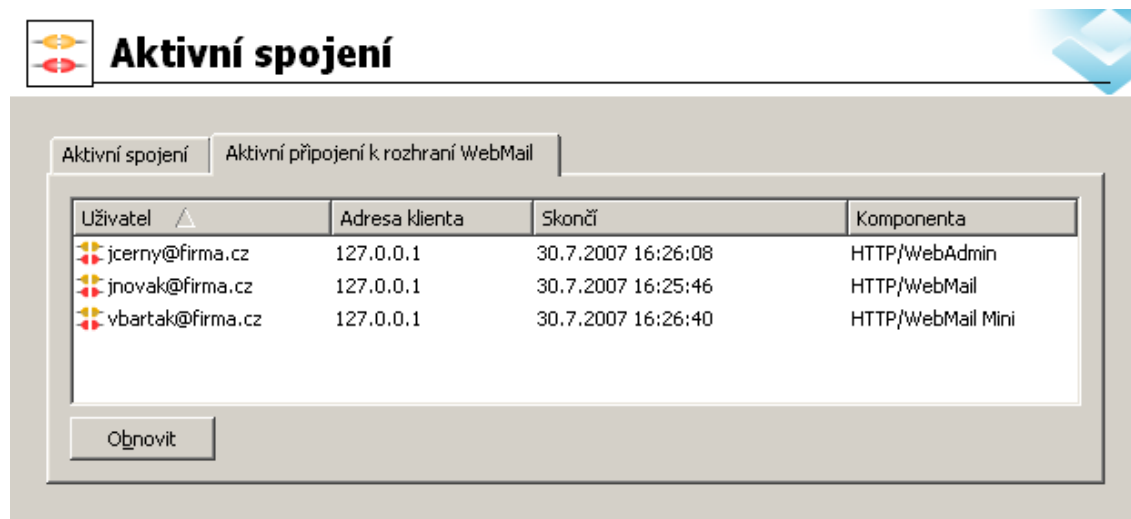 Aktivní spojení
Aktivní spojení Aktivní připojení k rozhraní WebMail
Uživatel Adresa klienta Skončí Komponenta
jcerny@firma.cz 127.0.0.1 30.7.2007 16:26:08 HTTP/WebAdmin
jnovak@firma.cz 127.0.0.1 30.7.2007 16:25:46 HTTP/WebMail
vbartak@firma.cz 127.0.0.1 30.7.2007 16:26:40 HTTP/WebMail Mini
Obnovit